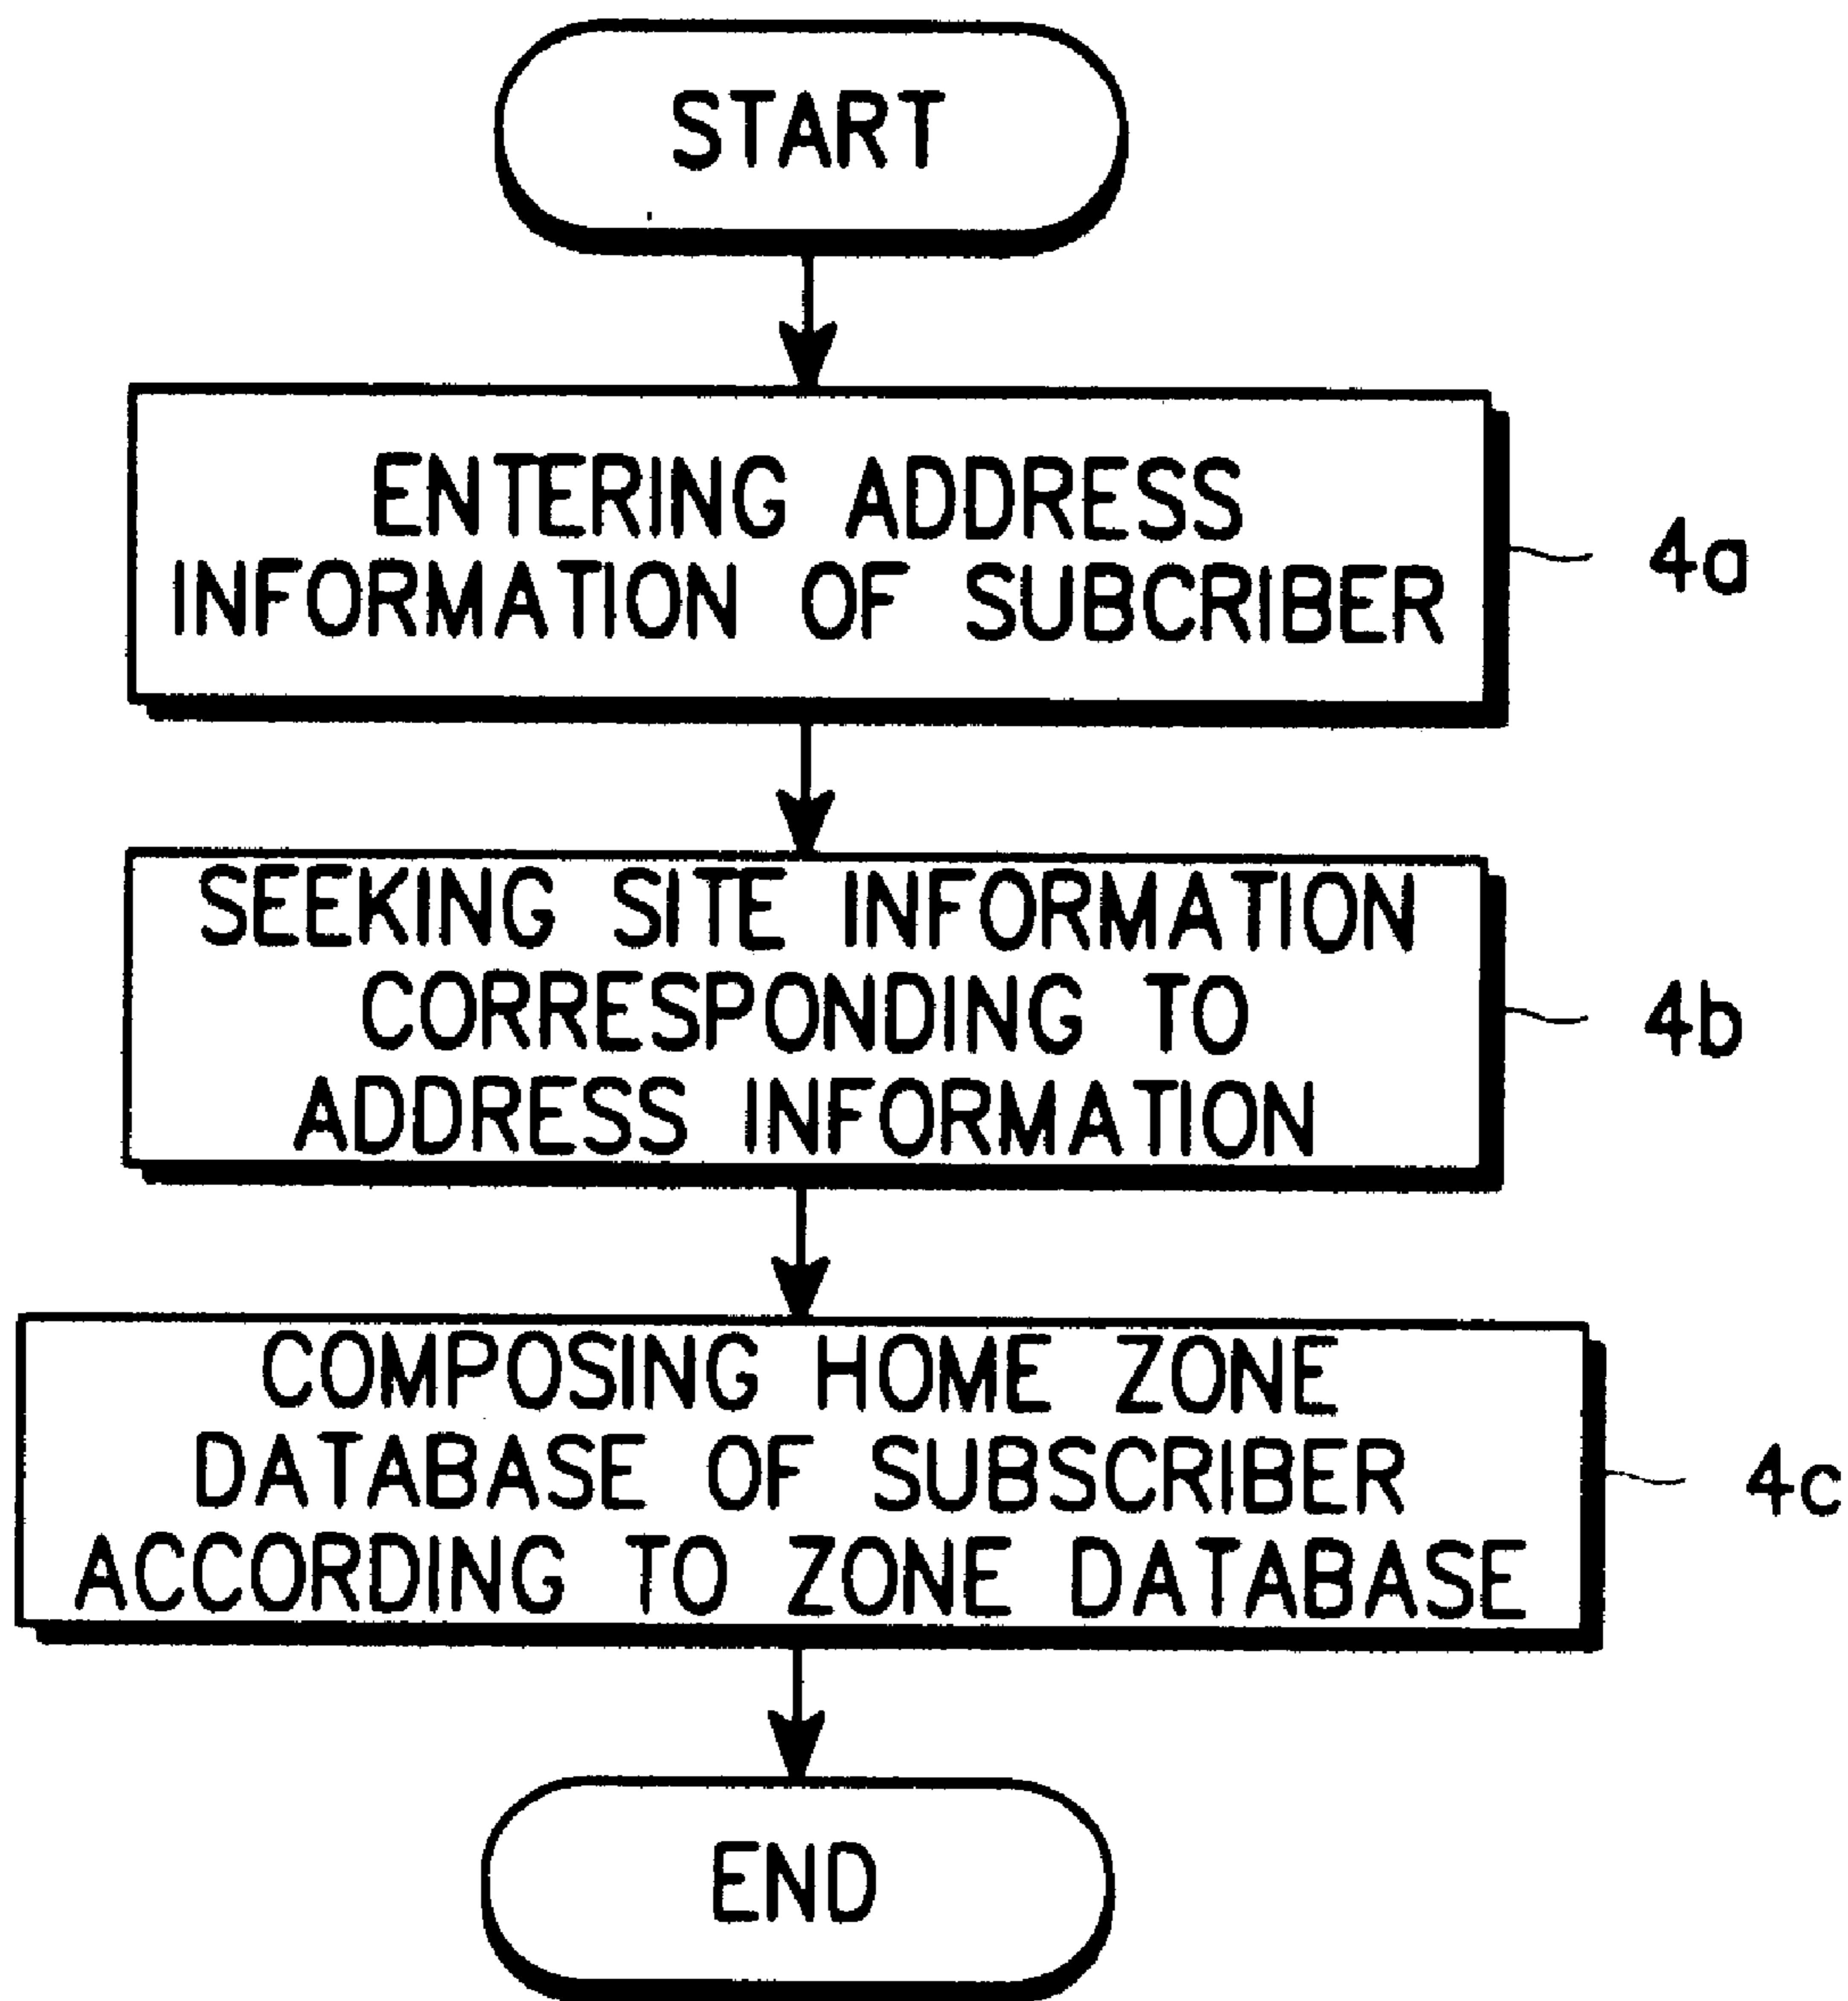 START
ENTERING ADDRESS
INFORMATION OF SUBCRIBER
4a
SEEKING SITE INFORMATION
CORRESPONDING TO
ADDRESS INFORMATION
4b
COMPOSING HOME ZONE
DATABASE OF SUBSCRIBER
ACCORDING TO ZONE DATABASE
4c
END